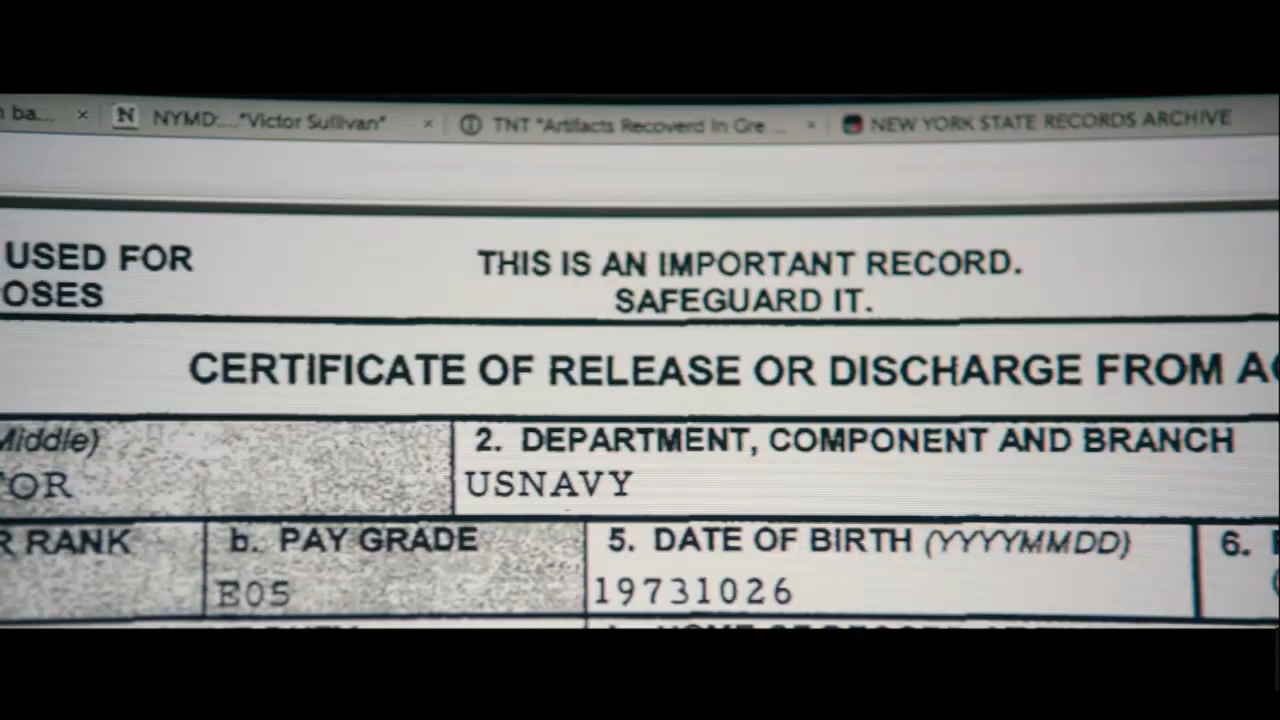 ba...
NYMD:..."Victor Sullivan"
TNT "Artifacts Recoverd In Gre ...
NEW YORK STATE RECORDS ARCHIVE
USED FOR
OSES
THIS IS AN IMPORTANT RECORD.
SAFEGUARD IT.
CERTIFICATE OF RELEASE OR DISCHARGE FROM A
Middle)
TOR
2. DEPARTMENT, COMPONENT AND BRANCH
USNAVY
R RANK
b. PAY GRADE
E05
5. DATE OF BIRTH (YYYYMMDD)
19731026
6.